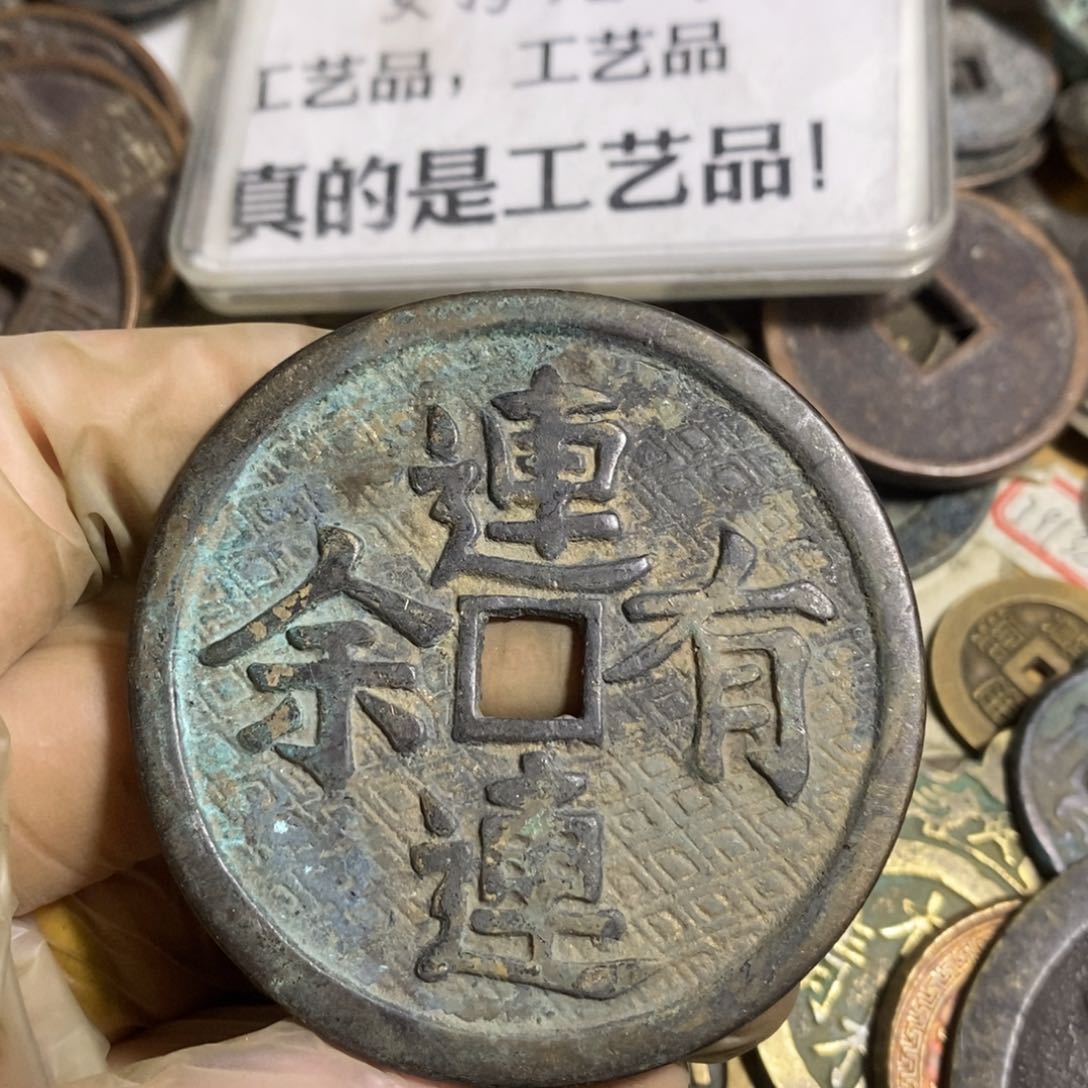 工艺品，工艺品
真的是工艺品！
連
余 有
連